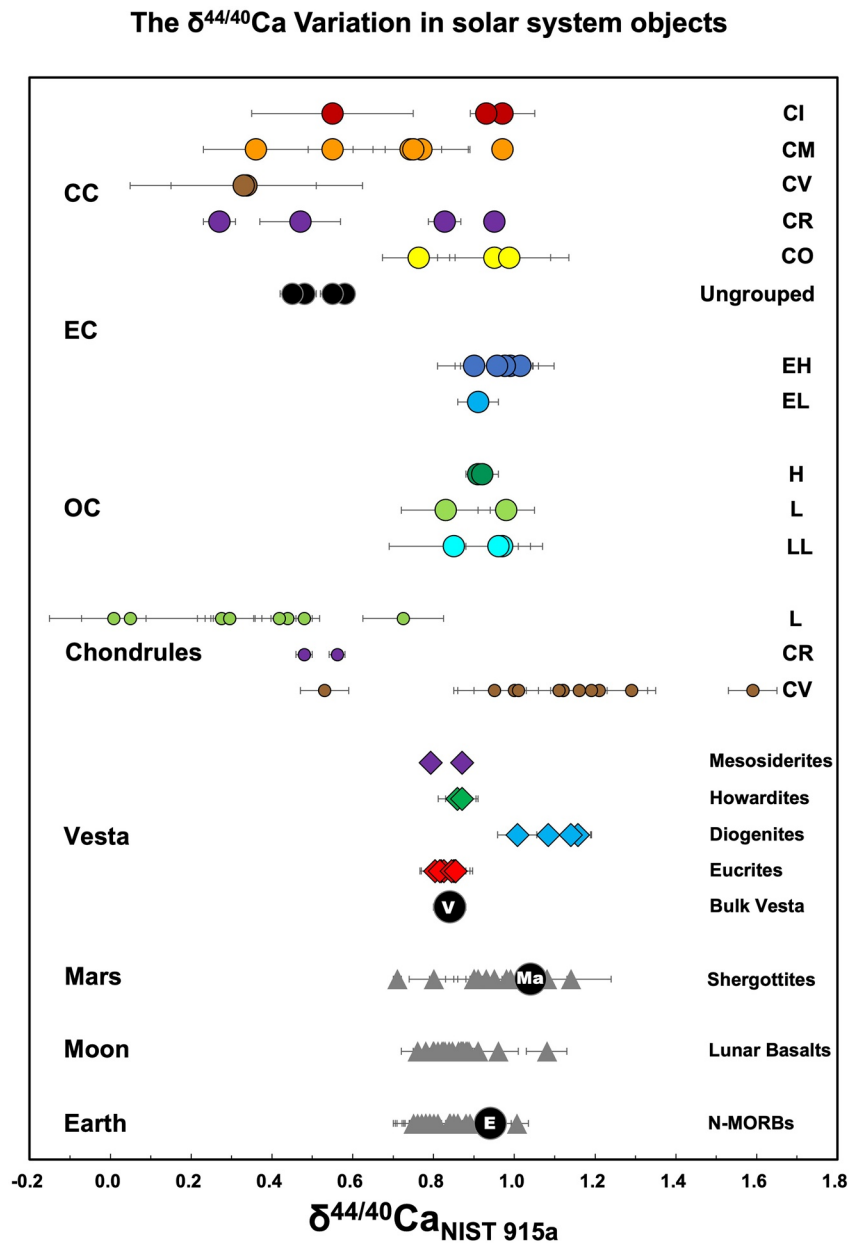 The δ44/40Ca Variation in solar system objects
CI
CM
CC
CV
CR
CO
Ungrouped
EC
EH
EL
H
OC
L
LL
L
Chondrules
CR
CV
Mesosiderites
Howardites
Vesta
Diogenites
Eucrites
V
Bulk Vesta
Mars
Ma
Shergottites
Moon
Lunar Basalts
Earth
E
N-MORBs
-0.2 0.0 0.2 0.4 0.6 0.8 1.0 1.2 1.4 1.6 1.8
δ44/40CaNIST 915a